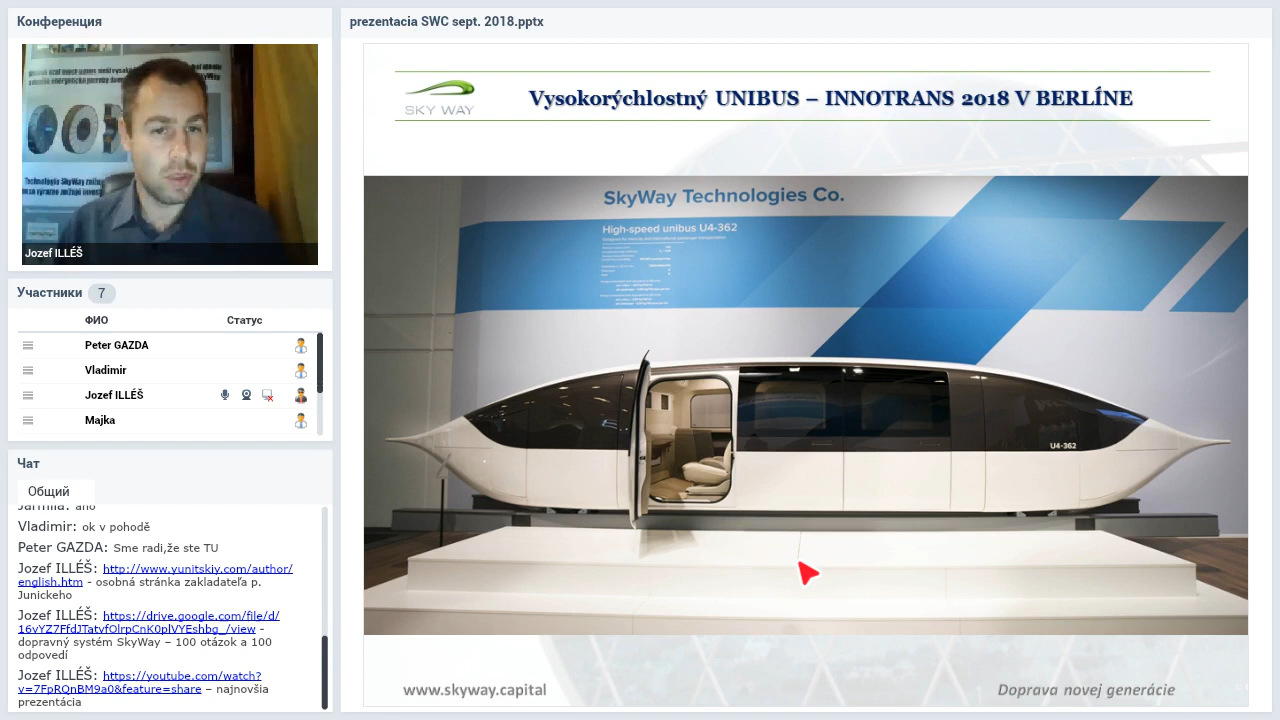 Конференция
Jozef ILLÉŠ
Участники 7
ФИО Статус
Peter GAZDA
Vladimir
Jozef ILLÉŠ
Majka
Чат
Общий
Jarmila: ano
Vladimir: ok v pohodě
Peter GAZDA: Sme radi,že ste TU
Jozef ILLÉŠ: http://www.yunitskiy.com/author/
english.htm - osobná stránka zakladateľa p.
Junickeho
Jozef ILLÉŠ: https://drive.google.com/file/d/
16vYZ7FfdJTatvfOlrpCnK0plVYEshbg_/view -
dopravný systém SkyWay – 100 otázok a 100
odpovedí
Jozef ILLÉŠ: https://youtube.com/watch?
v=7FpRQnBM9a0&feature=share – najnovšia
prezentácia
prezentacia SWC sept. 2018.pptx
SKY WAY
Vysokorýchlostný UNIBUS – INNOTRANS 2018 V BERLÍNE
SkyWay Technologies Co.
High-speed unibus U4-362
U4-362
www.skyway.capital
Doprava novej generácie